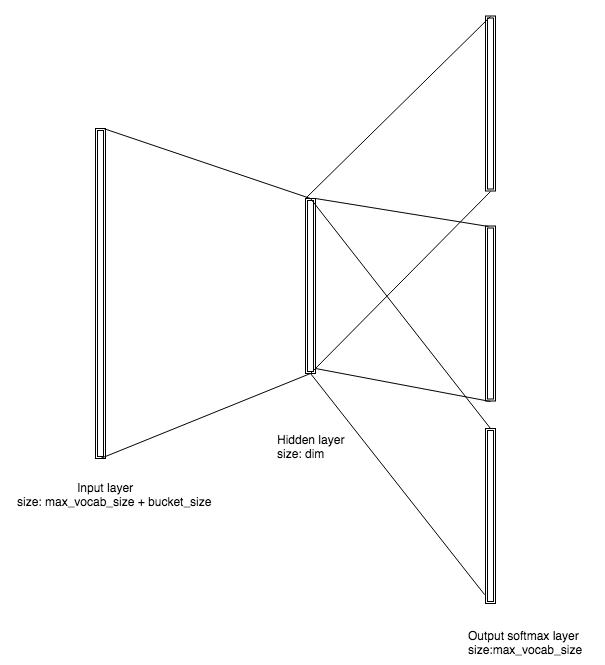 Hidden layer
size: dim
Input layer
size: max_vocab_size + bucket_size
Output softmax layer
size:max_vocab_size